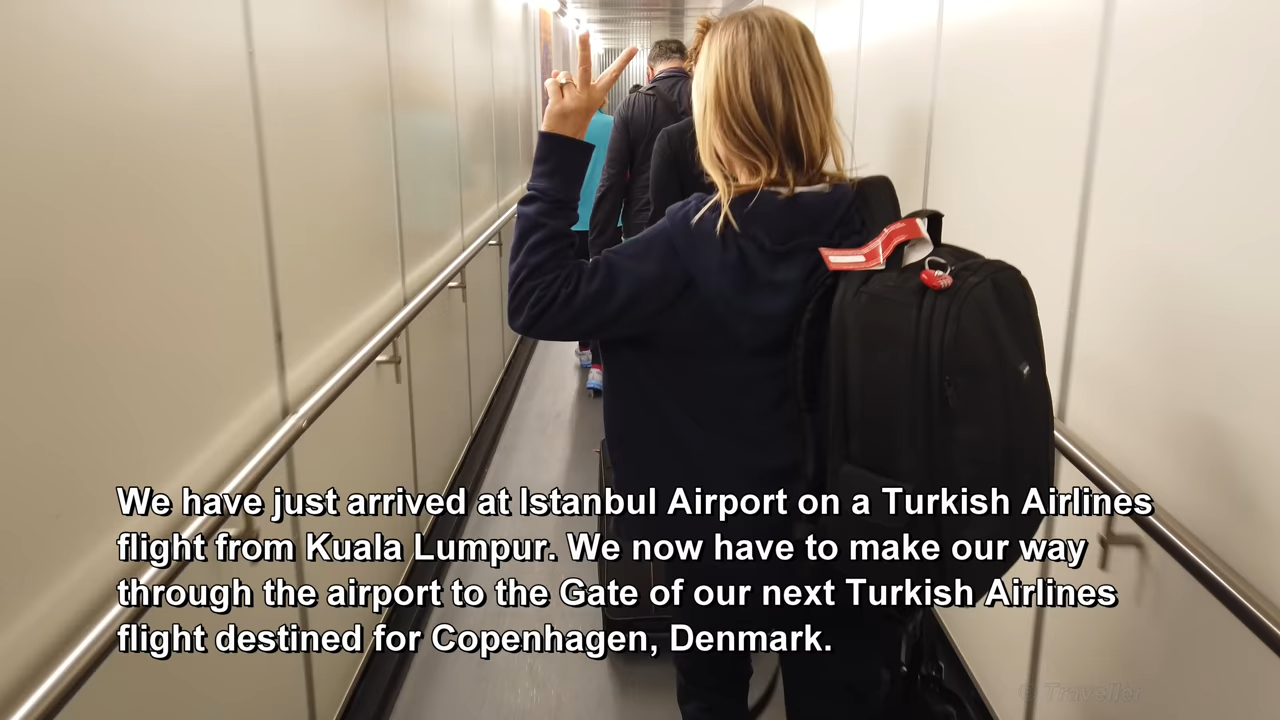 We have just arrived at Istanbul Airport on a Turkish Airlines
flight from Kuala Lumpur. We now have to make our way
through the airport to the Gate of our next Turkish Airlines
flight destined for Copenhagen, Denmark.
© Traveller